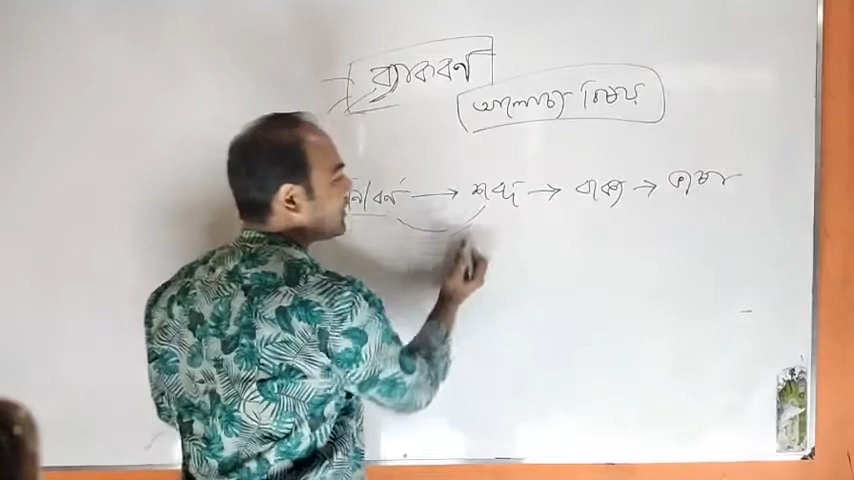 ব্যাকরণ
আলোচ্য বিষয়
বর্ণ → শব্দ → বাক্য → ভাষা